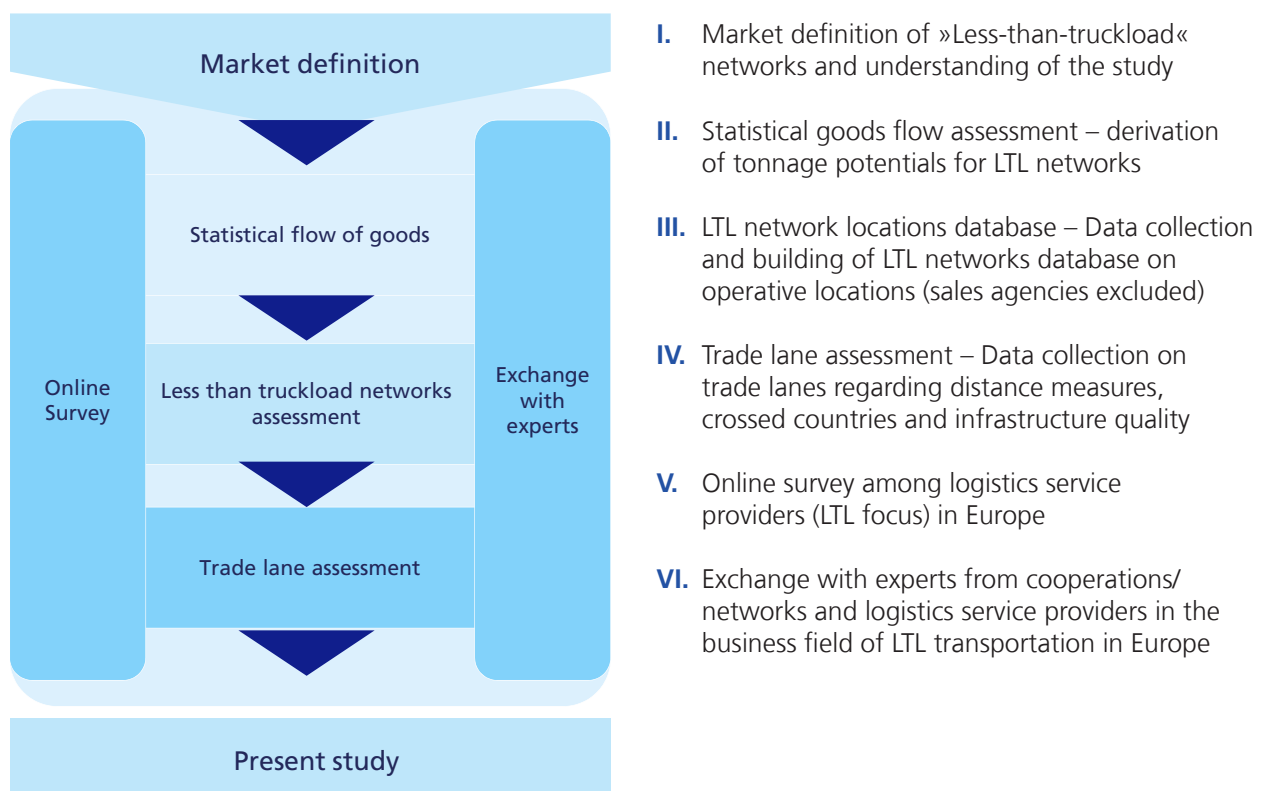 Market definition
Statistical flow of goods
Online
Survey
Less than truckload networks
assessment
Exchange
with
experts
Trade lane assessment
Present study
I. Market definition of »Less-than-truckload«
networks and understanding of the study
II. Statistical goods flow assessment – derivation
of tonnage potentials for LTL networks
III. LTL network locations database – Data collection
and building of LTL networks database on
operative locations (sales agencies excluded)
IV. Trade lane assessment – Data collection on
trade lanes regarding distance measures,
crossed countries and infrastructure quality
V. Online survey among logistics service
providers (LTL focus) in Europe
VI. Exchange with experts from cooperations/
networks and logistics service providers in the
business field of LTL transportation in Europe